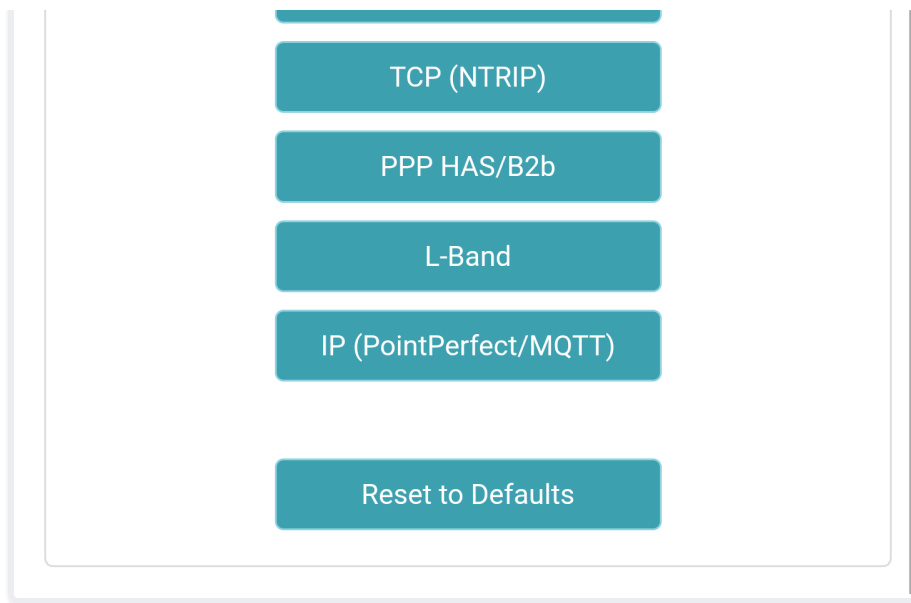 TCP (NTRIP)
PPP HAS/B2b
L-Band
IP (PointPerfect/MQTT)
Reset to Defaults